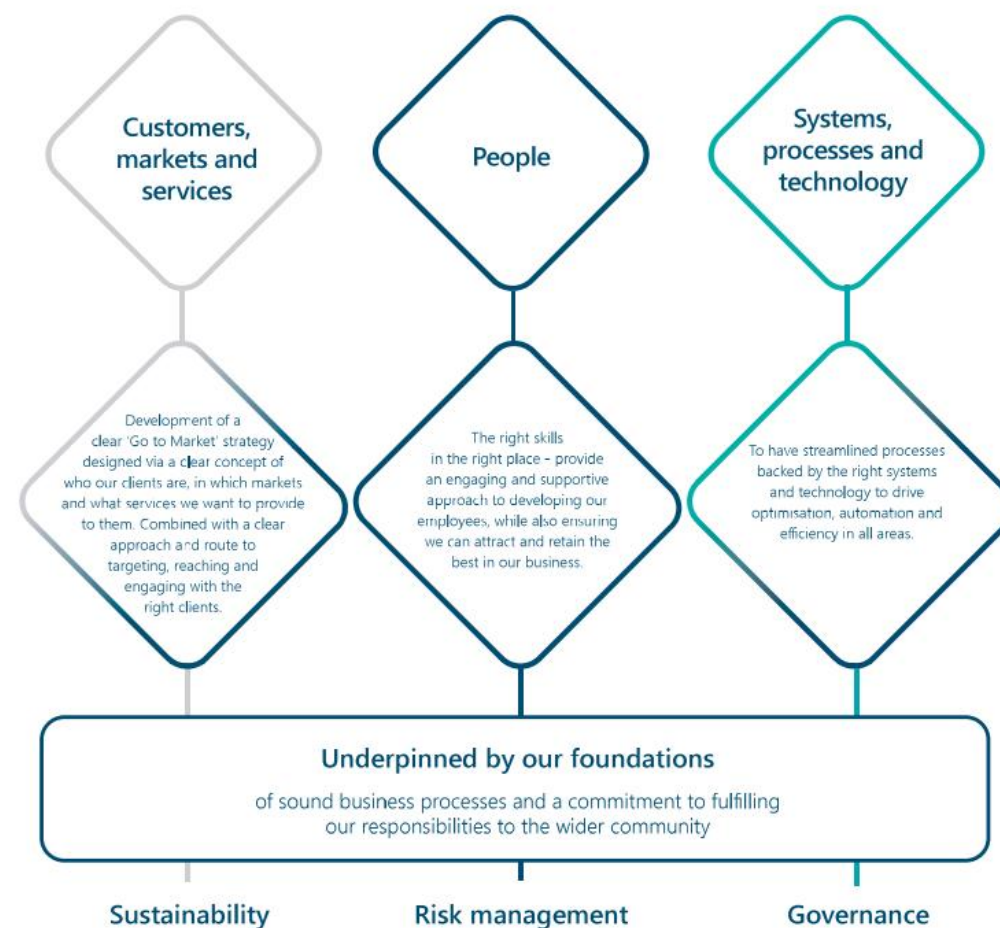 Customers,
markets and
services
People
Systems,
processes and
technology
Development of a
clear 'Go to Market' strategy
designed via a clear concept of
who our clients are, in which markets
and what services we want to provide
to them. Combined with a clear
approach and route to
targeting, reaching and
engaging with the
right clients.
The right skills
in the right place – provide
an engaging and supportive
approach to developing our
employees, while also ensuring
we can attract and retain the
best in our business.
To have streamlined processes
backed by the right systems
and technology to drive
optimisation, automation and
efficiency in all areas.
Underpinned by our foundations
of sound business processes and a commitment to fulfilling
our responsibilities to the wider community
Sustainability
Risk management
Governance